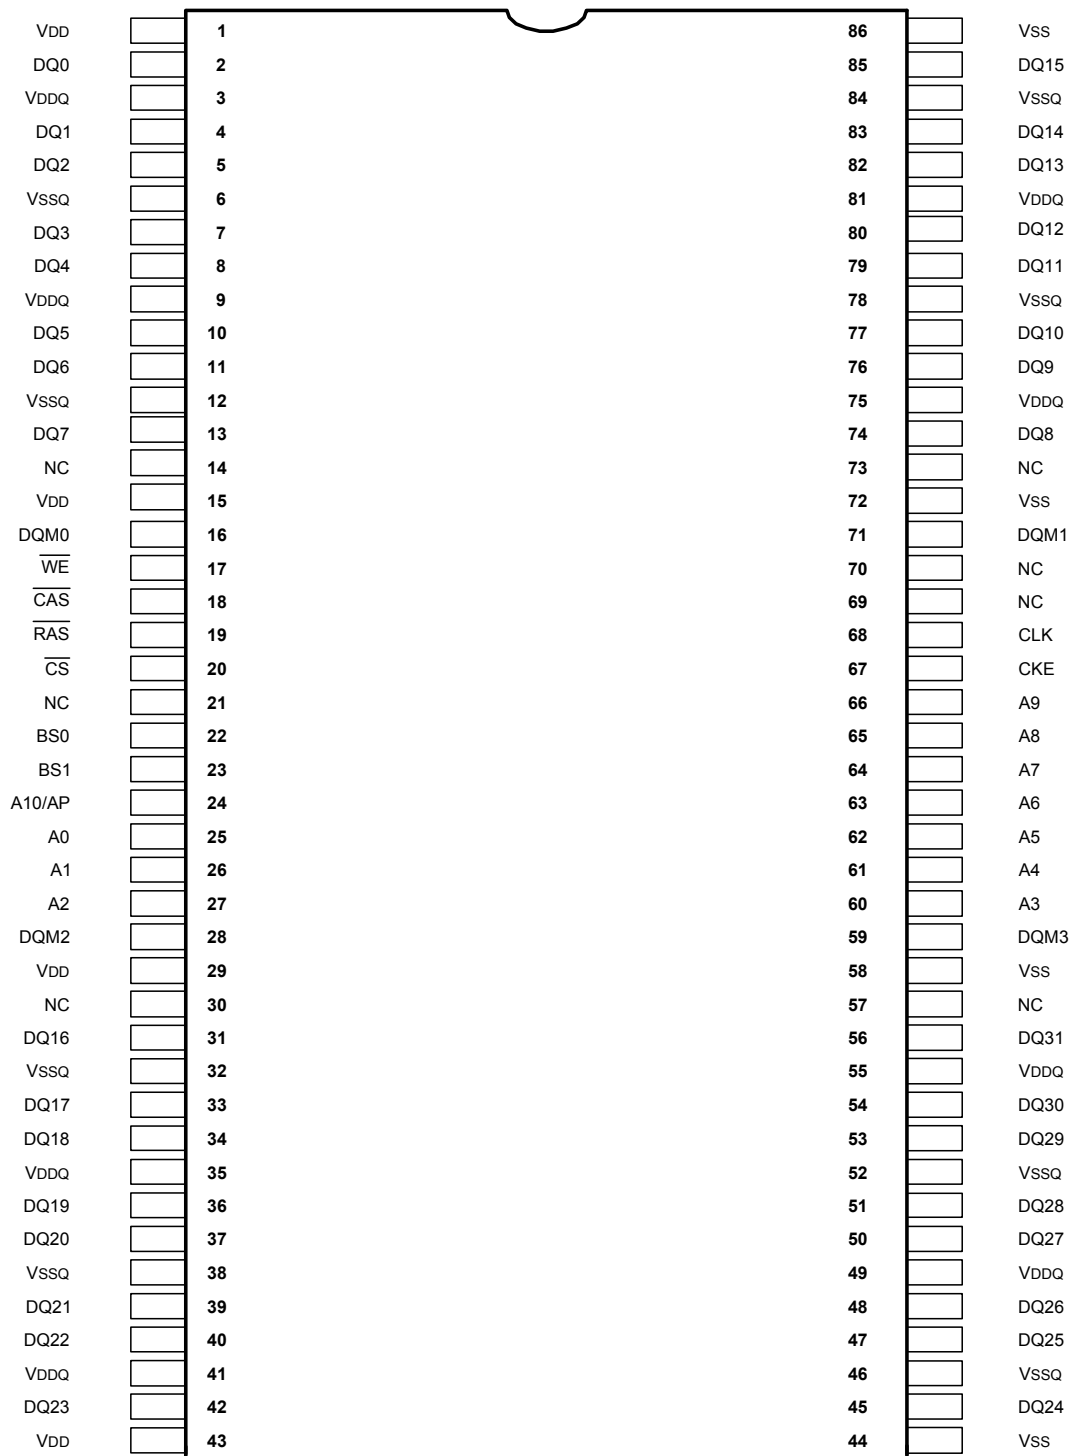 VDD 1 86 VSS
DQ0 2 85 DQ15
VDDQ 3 84 VSSQ
DQ1 4 83 DQ14
DQ2 5 82 DQ13
VSSQ 6 81 VDDQ
DQ3 7 80 DQ12
DQ4 8 79 DQ11
VDDQ 9 78 VSSQ
DQ5 10 77 DQ10
DQ6 11 76 DQ9
VSSQ 12 75 VDDQ
DQ7 13 74 DQ8
NC 14 73 NC
VDD 15 72 VSS
DQM0 16 71 DQM1
W̅E̅ 17 70 NC
C̅A̅S̅ 18 69 NC
R̅A̅S̅ 19 68 CLK
C̅S̅ 20 67 CKE
NC 21 66 A9
BS0 22 65 A8
BS1 23 64 A7
A10/AP 24 63 A6
A0 25 62 A5
A1 26 61 A4
A2 27 60 A3
DQM2 28 59 DQM3
VDD 29 58 VSS
NC 30 57 NC
DQ16 31 56 DQ31
VSSQ 32 55 VDDQ
DQ17 33 54 DQ30
DQ18 34 53 DQ29
VDDQ 35 52 VSSQ
DQ19 36 51 DQ28
DQ20 37 50 DQ27
VSSQ 38 49 VDDQ
DQ21 39 48 DQ26
DQ22 40 47 DQ25
VDDQ 41 46 VSSQ
DQ23 42 45 DQ24
VDD 43 44 VSS